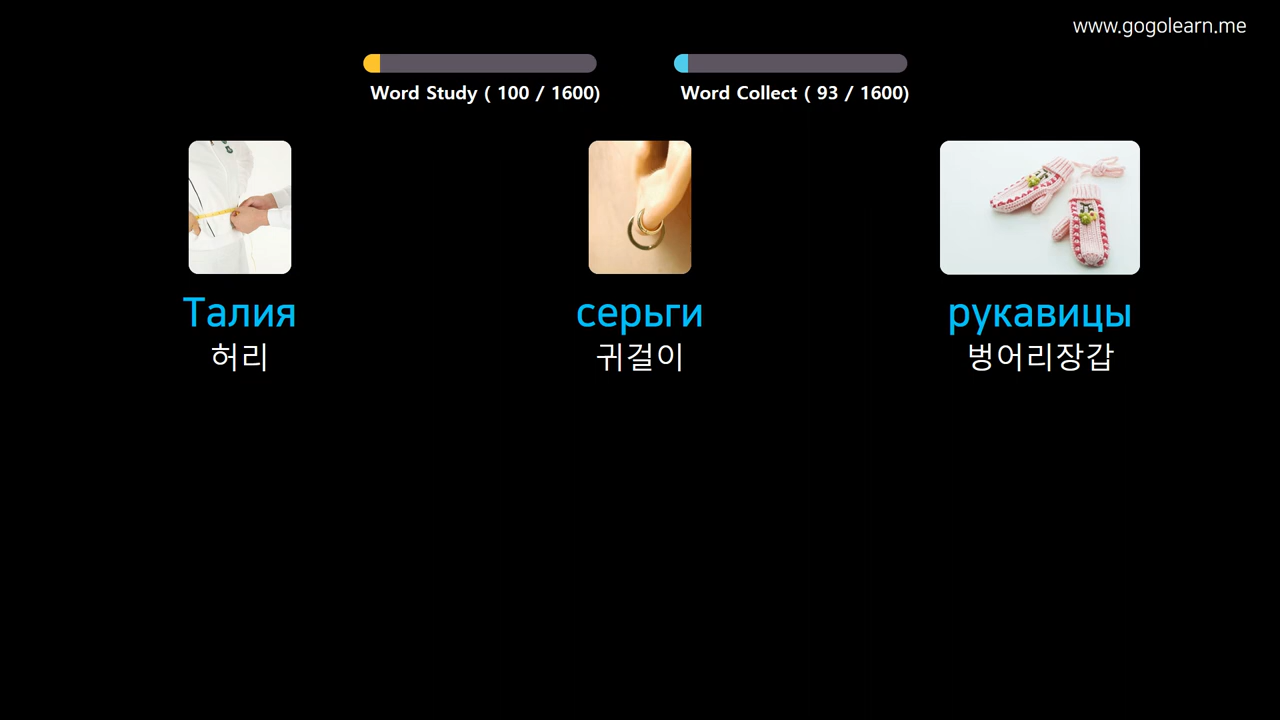 www.gogolearn.me
Word Study ( 100 / 1600)
Word Collect ( 93 / 1600)
Талия
허리
серьги
귀걸이
рукавицы
벙어리장갑